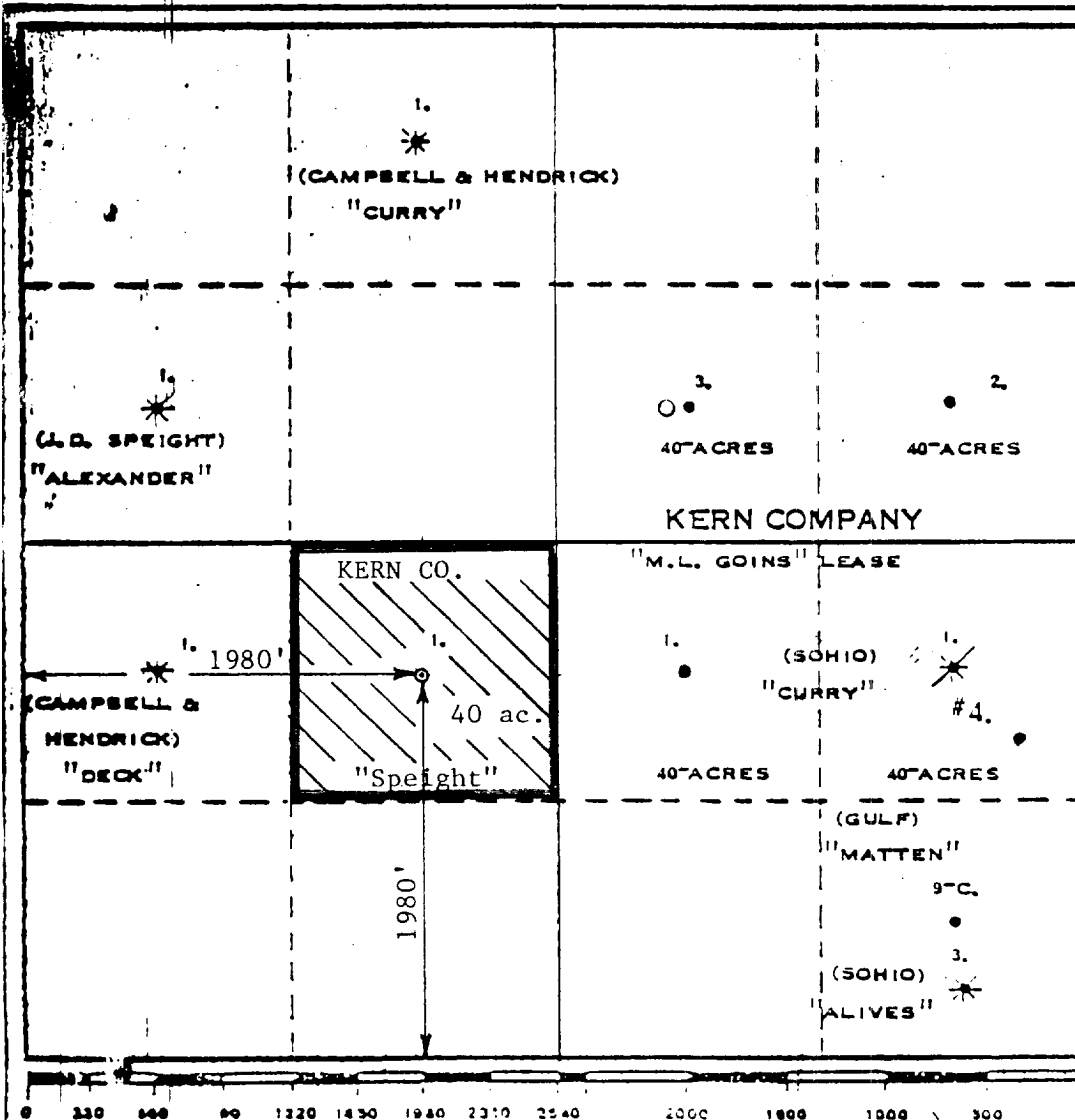 1.
(CAMPBELL & HENDRICK)
"CURRY"
1.
(J.D. SPEIGHT)
"ALEXANDER"
3.
2.
40-ACRES
40-ACRES
KERN COMPANY
"M.L. GOINS" LEASE
KERN CO.
1.
1980'
1.
40 ac.
"Speight"
(CAMPBELL &
HENDRICK)
"DECK"
1.
(SOHIO)
"CURRY"
1.
#4.
40-ACRES
40-ACRES
(GULF)
"MATTEN"
9-C.
1980'
3.
(SOHIO)
"ALIVES"
0 330 660 90 1320 1650 1980 2310 2640 2000 1500 1000 500